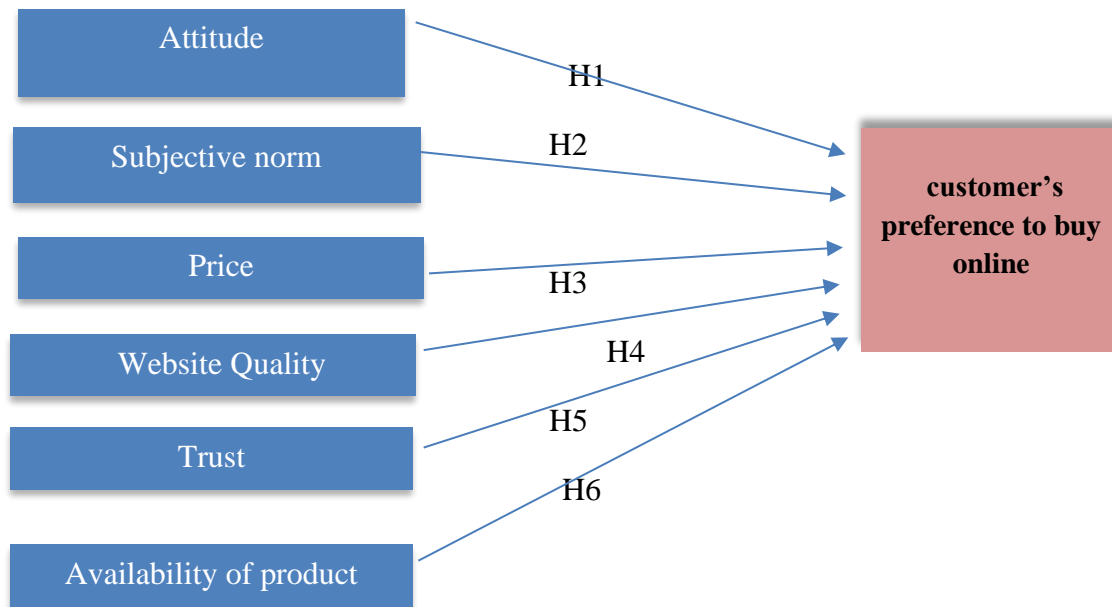 Attitude
H1
Subjective norm
H2
customer’s
preference to buy
online
Price
H3
Website Quality
H4
Trust
H5
H6
Availability of product